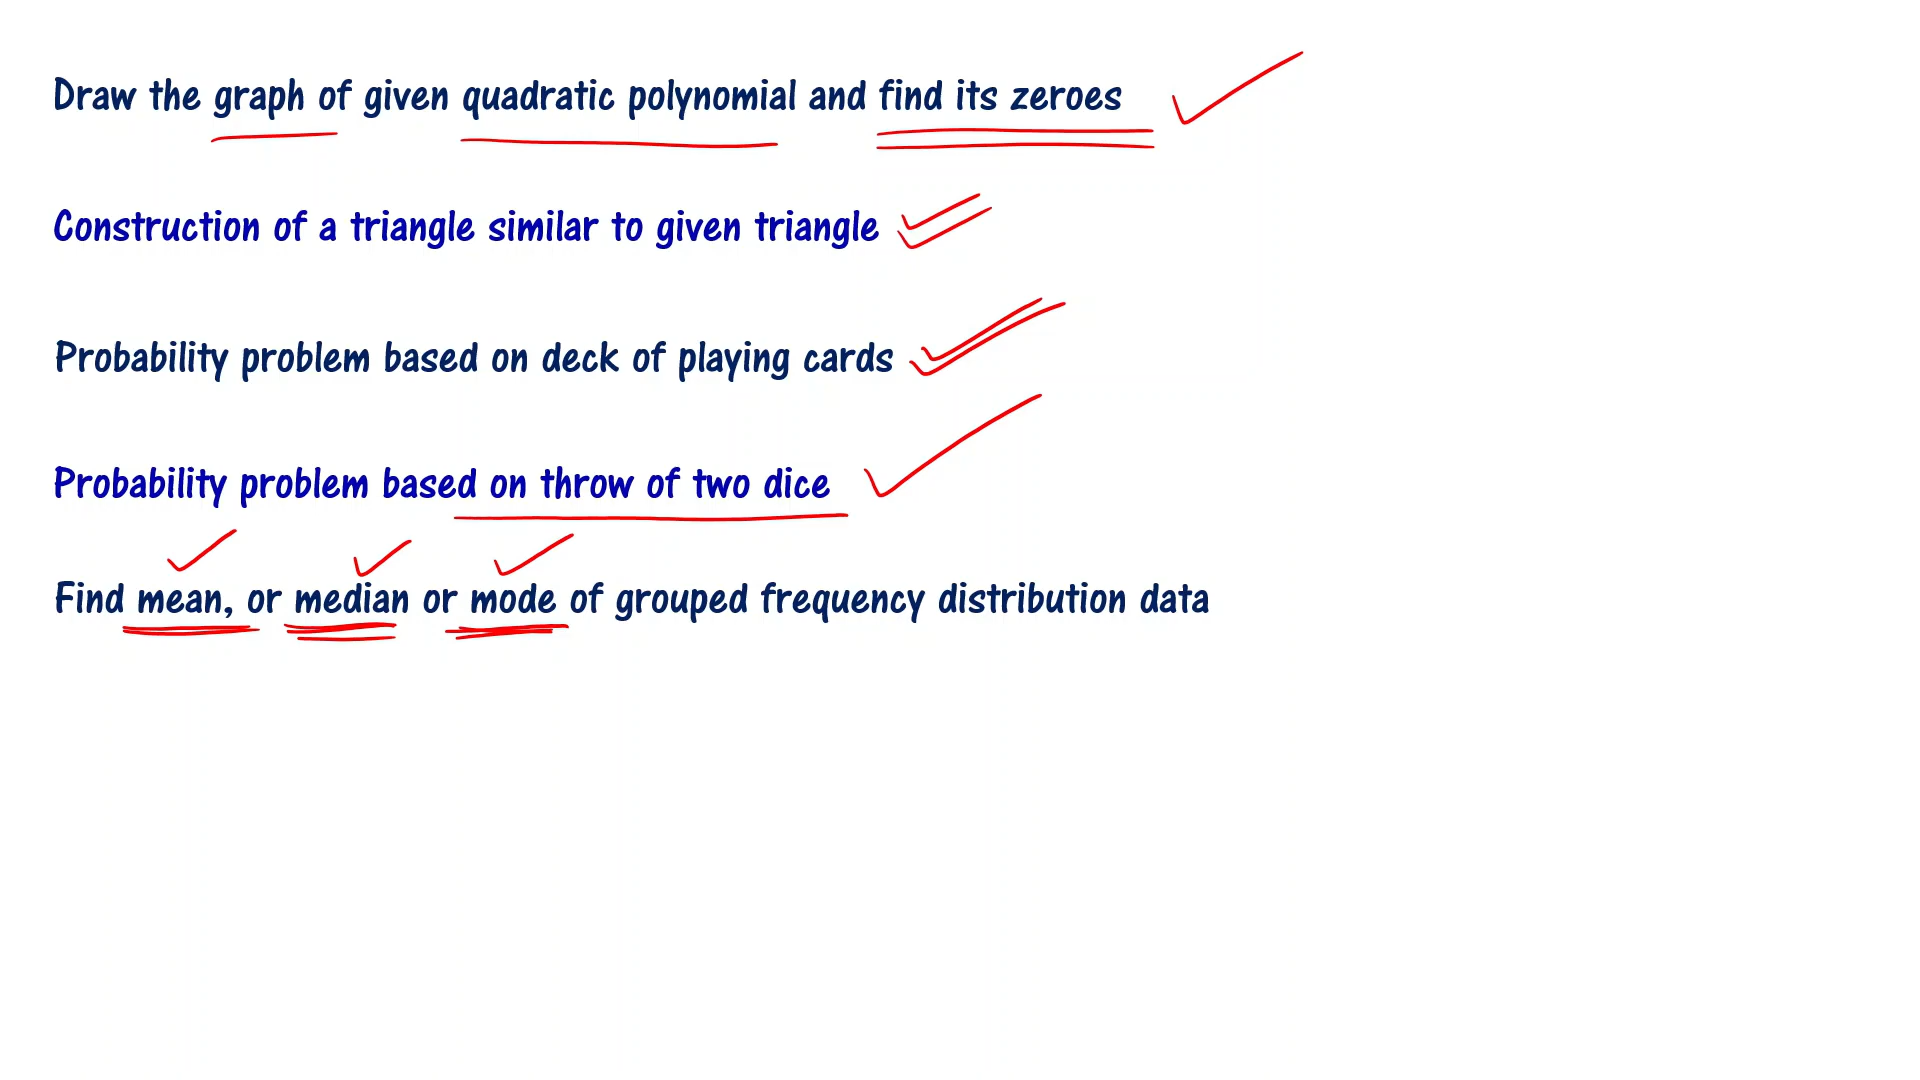 Draw the graph of given quadratic polynomial and find its zeroes
Construction of a triangle similar to given triangle
Probability problem based on deck of playing cards
Probability problem based on throw of two dice
Find mean, or median or mode of grouped frequency distribution data